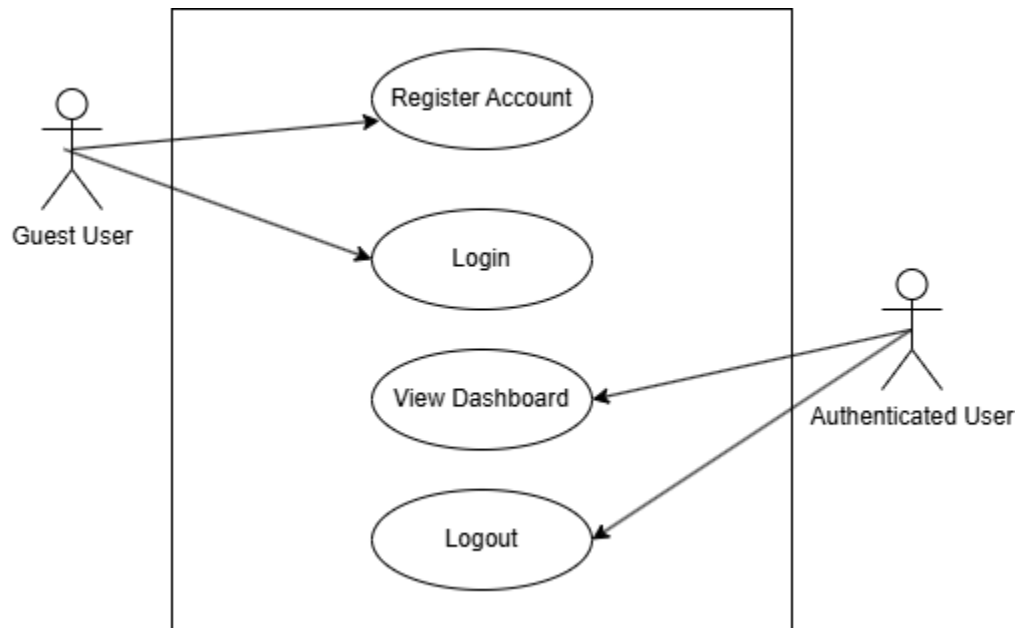 Register Account
Guest User
Login
View Dashboard
Authenticated User
Logout